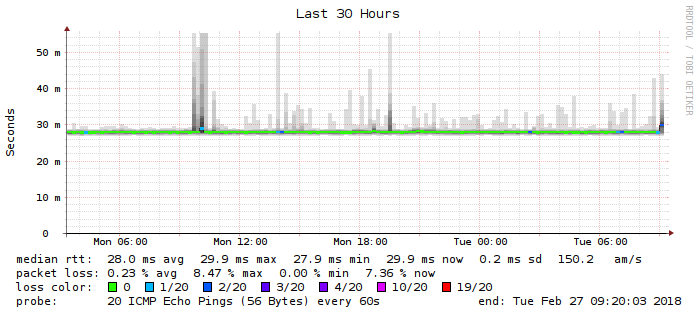 Last 30 Hours
RRDTOOL / TOBI OETIKER
Seconds
50 m
40 m
30 m
20 m
10 m
0
Mon 06:00 Mon 12:00 Mon 18:00 Tue 00:00 Tue 06:00
median rtt: 28.0 ms avg 29.9 ms max 27.9 ms min 29.9 ms now 0.2 ms sd 150.2 am/s
packet loss: 0.23 % avg 8.47 % max 0.00 % min 7.36 % now
loss color: 0 1/20 2/20 3/20 4/20 10/20 19/20
probe: 20 ICMP Echo Pings (56 Bytes) every 60s end: Tue Feb 27 09:20:03 2018